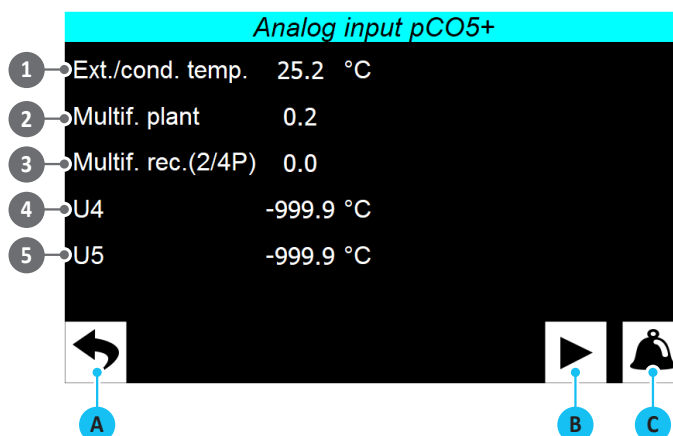 Analog input pCO5+
1 Ext./cond. temp. 25.2 °C
2 Multif. plant 0.2
3 Multif. rec.(2/4P) 0.0
4 U4 -999.9 °C
5 U5 -999.9 °C
A B C